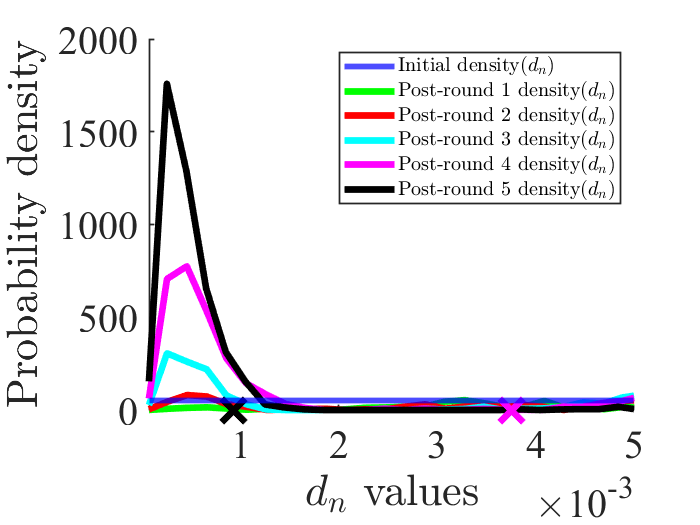 2000
1500
1000
500
0
Probability density
Initial density(dₙ)
Post-round 1 density(dₙ)
Post-round 2 density(dₙ)
Post-round 3 density(dₙ)
Post-round 4 density(dₙ)
Post-round 5 density(dₙ)
1 2 3 4 5
dₙ values
×10⁻³